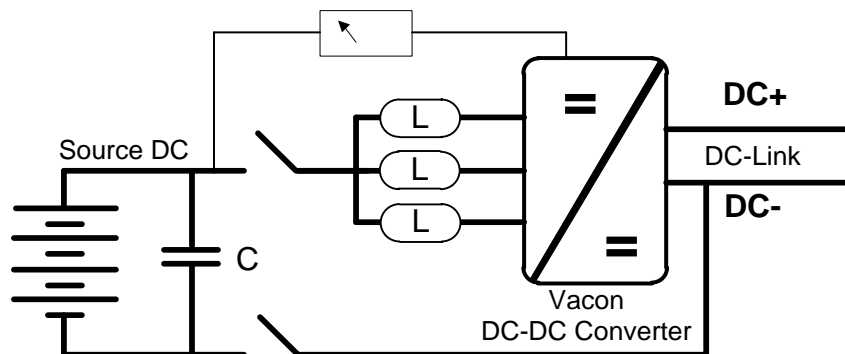 DC+
L
Source DC
DC-Link
L
DC-
L
C
Vacon
DC-DC Converter